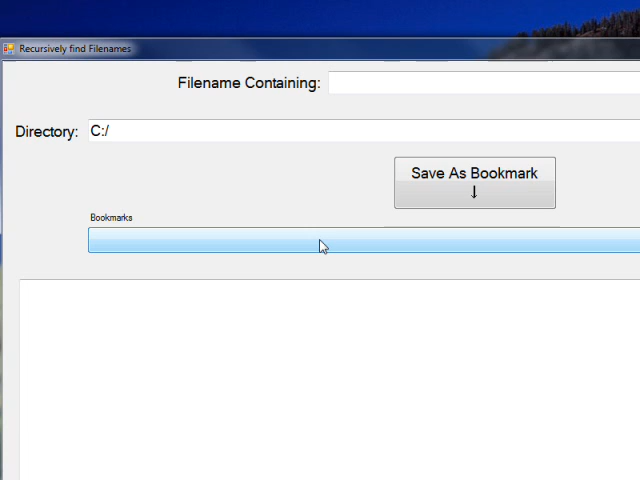 Recursively find Filenames
Filename Containing:
Directory: C:/
Save As Bookmark
↓
Bookmarks